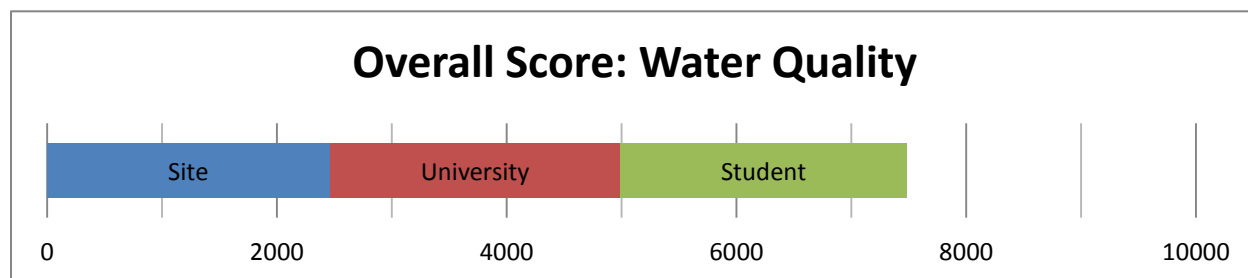 Overall Score: Water Quality
Site University Student
0 2000 4000 6000 8000 10000